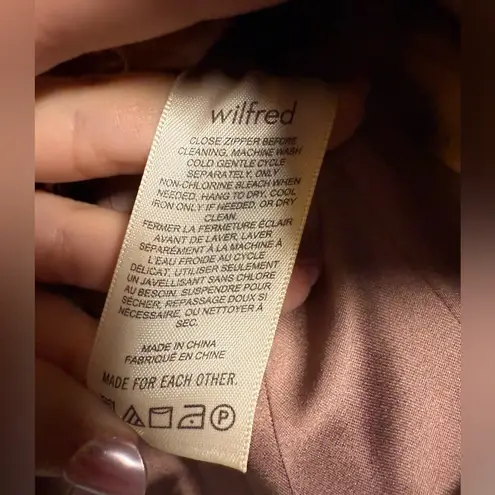 wilfred
CLOSE ZIPPER BEFORE
CLEANING, MACHINE WASH
COLD GENTLE CYCLE
SEPARATELY, ONLY
NON-CHLORINE BLEACH WHEN
NEEDED, HANG TO DRY, COOL
IRON ONLY IF NEEDED, OR DRY
CLEAN.
FERMER LA FERMETURE ÉCLAIR
AVANT DE LAVER, LAVER
SÉPARÉMENT À LA MACHINE À
L'EAU FROIDE AU CYCLE
DÉLICAT, UTILISER SEULEMENT
UN JAVELLISANT SANS CHLORE
AU BESOIN, SUSPENDRE POUR
SÉCHER, REPASSAGE DOUX SI
NÉCESSAIRE, OU NETTOYER À
SEC.
MADE IN CHINA
FABRIQUÉ EN CHINE
MADE FOR EACH OTHER.
P